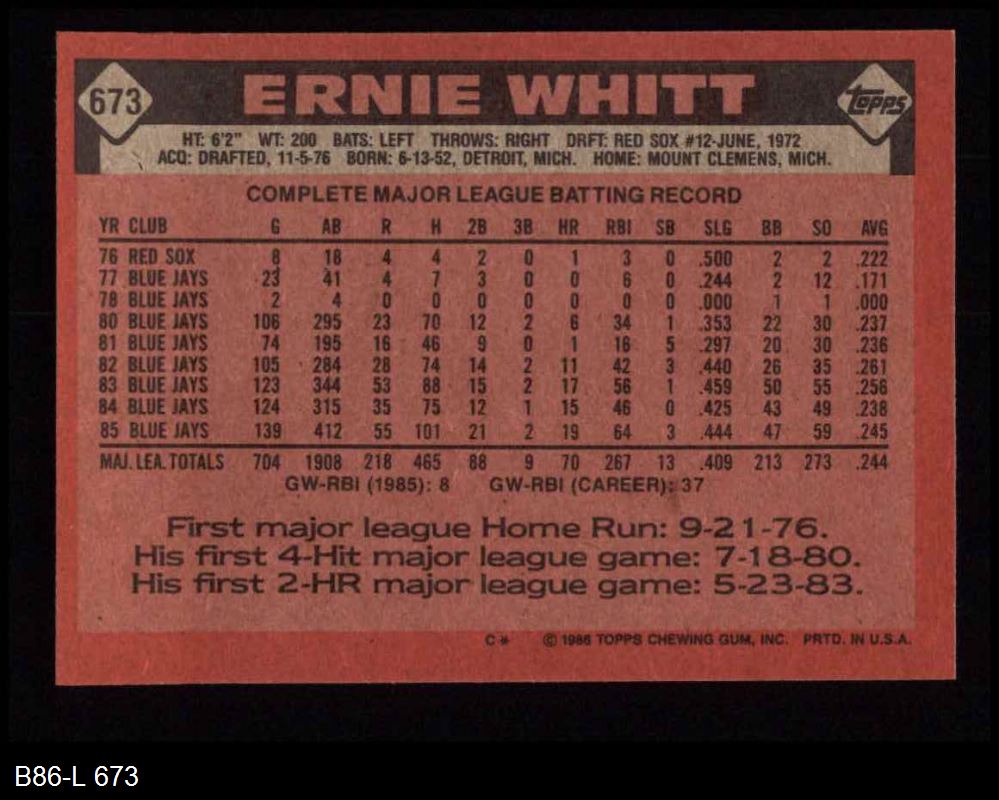 673 ERNIE WHITT Topps
HT: 6'2" WT: 200 BATS: LEFT THROWS: RIGHT DRFT: RED SOX #12-JUNE, 1972
ACQ: DRAFTED, 11-5-76 BORN: 6-13-52, DETROIT, MICH. HOME: MOUNT CLEMENS, MICH.
COMPLETE MAJOR LEAGUE BATTING RECORD
YR CLUB G AB R H 2B 3B HR RBI SB SLG BB SO AVG
76 RED SOX 8 18 4 4 2 0 1 3 0 .500 2 2 .222
77 BLUE JAYS 23 41 4 7 3 0 0 6 0 .244 2 12 .171
78 BLUE JAYS 2 4 0 0 0 0 0 0 0 .000 1 1 .000
80 BLUE JAYS 106 295 23 70 12 2 6 34 1 .353 22 30 .237
81 BLUE JAYS 74 195 16 46 9 0 1 16 5 .297 20 30 .236
82 BLUE JAYS 105 284 28 74 14 2 11 42 3 .440 26 35 .261
83 BLUE JAYS 123 344 53 88 15 2 17 56 1 .459 50 55 .256
84 BLUE JAYS 124 315 35 75 12 1 15 46 0 .425 43 49 .238
85 BLUE JAYS 139 412 55 101 21 2 19 64 3 .444 47 59 .245
MAJ. LEA. TOTALS 704 1908 218 465 88 9 70 267 13 .409 213 273 .244
GW-RBI (1985): 8 GW-RBI (CAREER): 37
First major league Home Run: 9-21-76.
His first 4-Hit major league game: 7-18-80.
His first 2-HR major league game: 5-23-83.
C* © 1986 TOPPS CHEWING GUM, INC. PRTD. IN U.S.A.
B86-L 673